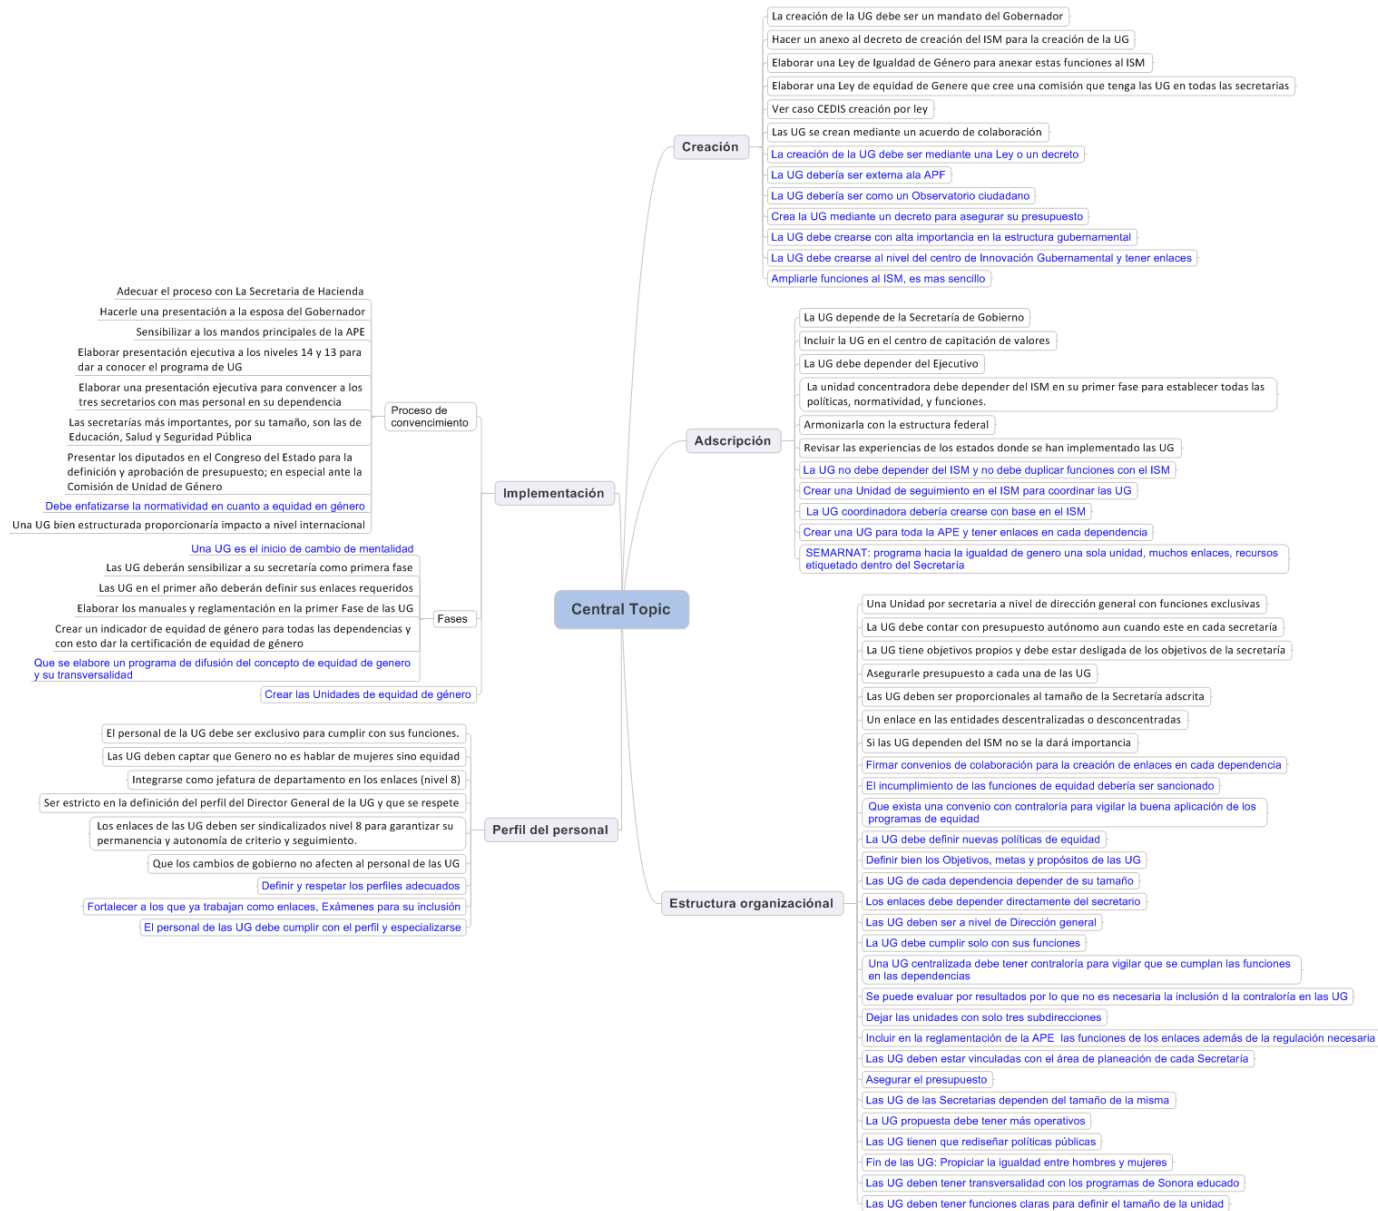 Central Topic
Creación
La creación de la UG debe ser un mandato del Gobernador
Hacer un anexo al decreto de creación del ISM para la creación de la UG
Elaborar una Ley de Igualdad de Género para anexar estas funciones al ISM
Elaborar una Ley de equidad de Genere que cree una comisión que tenga las UG en todas las secretarias
Ver caso CEDIS creación por ley
Las UG se crean mediante un acuerdo de colaboración
La creación de la UG debe ser mediante una Ley o un decreto
La UG debería ser externa ala APF
La UG debería ser como un Observatorio ciudadano
Crea la UG mediante un decreto para asegurar su presupuesto
La UG debe crearse con alta importancia en la estructura gubernamental
La UG debe crearse al nivel del centro de Innovación Gubernamental y tener enlaces
Ampliarle funciones al ISM, es mas sencillo
Adscripción
La UG depende de la Secretaría de Gobierno
Incluir la UG en el centro de capitación de valores
La UG debe depender del Ejecutivo
La unidad concentradora debe depender del ISM en su primer fase para establecer todas las
políticas, normatividad, y funciones.
Armonizarla con la estructura federal
Revisar las experiencias de los estados donde se han implementado las UG
La UG no debe depender del ISM y no debe duplicar funciones con el ISM
Crear una Unidad de seguimiento en el ISM para coordinar las UG
La UG coordinadora debería crearse con base en el ISM
Crear una UG para toda la APE y tener enlaces en cada dependencia
SEMARNAT: programa hacia la igualdad de genero una sola unidad, muchos enlaces, recursos
etiquetado dentro del Secretaría
Estructura organizaciónal
Una Unidad por secretaria a nivel de dirección general con funciones exclusivas
La UG debe contar con presupuesto autónomo aun cuando este en cada secretaría
La UG tiene objetivos propios y debe estar desligada de los objetivos de la secretaría
Asegurarle presupuesto a cada una de las UG
Las UG deben ser proporcionales al tamaño de la Secretaría adscrita
Un enlace en las entidades descentralizadas o desconcentradas
Si las UG dependen del ISM no se la dará importancia
Firmar convenios de colaboración para la creación de enlaces en cada dependencia
El incumplimiento de las funciones de equidad debería ser sancionado
Que exista una convenio con contraloría para vigilar la buena aplicación de los
programas de equidad
La UG debe definir nuevas políticas de equidad
Definir bien los Objetivos, metas y propósitos de las UG
Las UG de cada dependencia depender de su tamaño
Los enlaces debe depender directamente del secretario
Las UG deben ser a nivel de Dirección general
La UG debe cumplir solo con sus funciones
Una UG centralizada debe tener contraloría para vigilar que se cumplan las funciones
en las dependencias
Se puede evaluar por resultados por lo que no es necesaria la inclusión d la contraloría en las UG
Dejar las unidades con solo tres subdirecciones
Incluir en la reglamentación de la APE las funciones de los enlaces además de la regulación necesaria
Las UG deben estar vinculadas con el área de planeación de cada Secretaría
Asegurar el presupuesto
Las UG de las Secretarias dependen del tamaño de la misma
La UG propuesta debe tener más operativos
Las UG tienen que rediseñar políticas públicas
Fin de las UG: Propiciar la igualdad entre hombres y mujeres
Las UG deben tener transversalidad con los programas de Sonora educado
Las UG deben tener funciones claras para definir el tamaño de la unidad
Implementación
Proceso de
convencimiento
Adecuar el proceso con La Secretaria de Hacienda
Hacerle una presentación a la esposa del Gobernador
Sensibilizar a los mandos principales de la APE
Elaborar presentación ejecutiva a los niveles 14 y 13 para
dar a conocer el programa de UG
Elaborar una presentación ejecutiva para convencer a los
tres secretarios con mas personal en su dependencia
Las secretarías más importantes, por su tamaño, son las de
Educación, Salud y Seguridad Pública
Presentar los diputados en el Congreso del Estado para la
definición y aprobación de presupuesto; en especial ante la
Comisión de Unidad de Género
Debe enfatizarse la normatividad en cuanto a equidad en género
Una UG bien estructurada proporcionaría impacto a nivel internacional
Fases
Una UG es el inicio de cambio de mentalidad
Las UG deberán sensibilizar a su secretaría como primera fase
Las UG en el primer año deberán definir sus enlaces requeridos
Elaborar los manuales y reglamentación en la primer Fase de las UG
Crear un indicador de equidad de género para todas las dependencias y
con esto dar la certificación de equidad de género
Que se elabore un programa de difusión del concepto de equidad de genero
y su transversalidad
Crear las Unidades de equidad de género
Perfil del personal
El personal de la UG debe ser exclusivo para cumplir con sus funciones.
Las UG deben captar que Genero no es hablar de mujeres sino equidad
Integrarse como jefatura de departamento en los enlaces (nivel 8)
Ser estricto en la definición del perfil del Director General de la UG y que se respete
Los enlaces de las UG deben ser sindicalizados nivel 8 para garantizar su
permanencia y autonomía de criterio y seguimiento.
Que los cambios de gobierno no afecten al personal de las UG
Definir y respetar los perfiles adecuados
Fortalecer a los que ya trabajan como enlaces, Exámenes para su inclusión
El personal de las UG debe cumplir con el perfil y especializarse